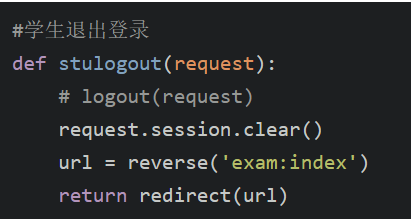 #学生退出登录
def stulogout(request):
    # logout(request)
    request.session.clear()
    url = reverse('exam:index')
    return redirect(url)